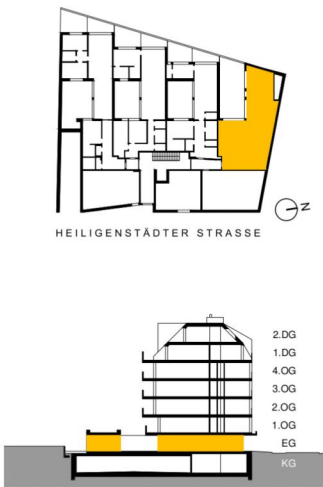 N
HEILIGENSTÄDTER STRASSE
2.DG
1.DG
4.OG
3.OG
2.OG
1.OG
EG
KG